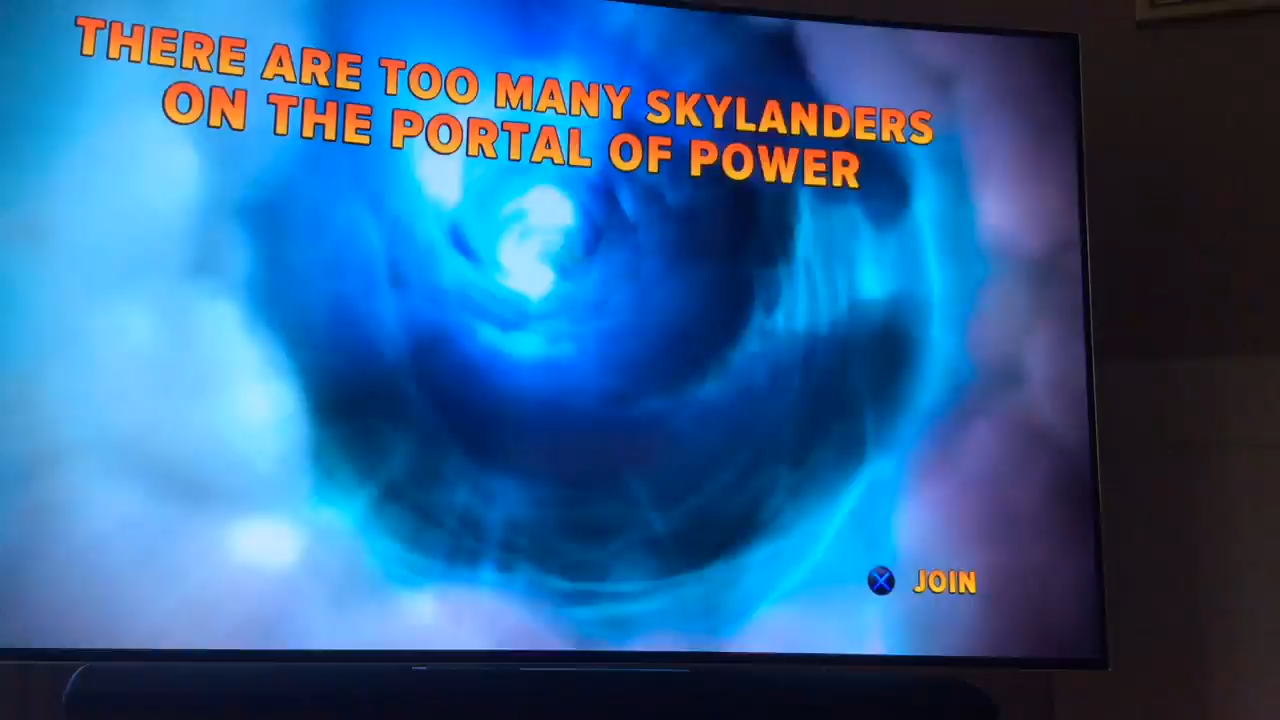 THERE ARE TOO MANY SKYLANDERS
ON THE PORTAL OF POWER
JOIN